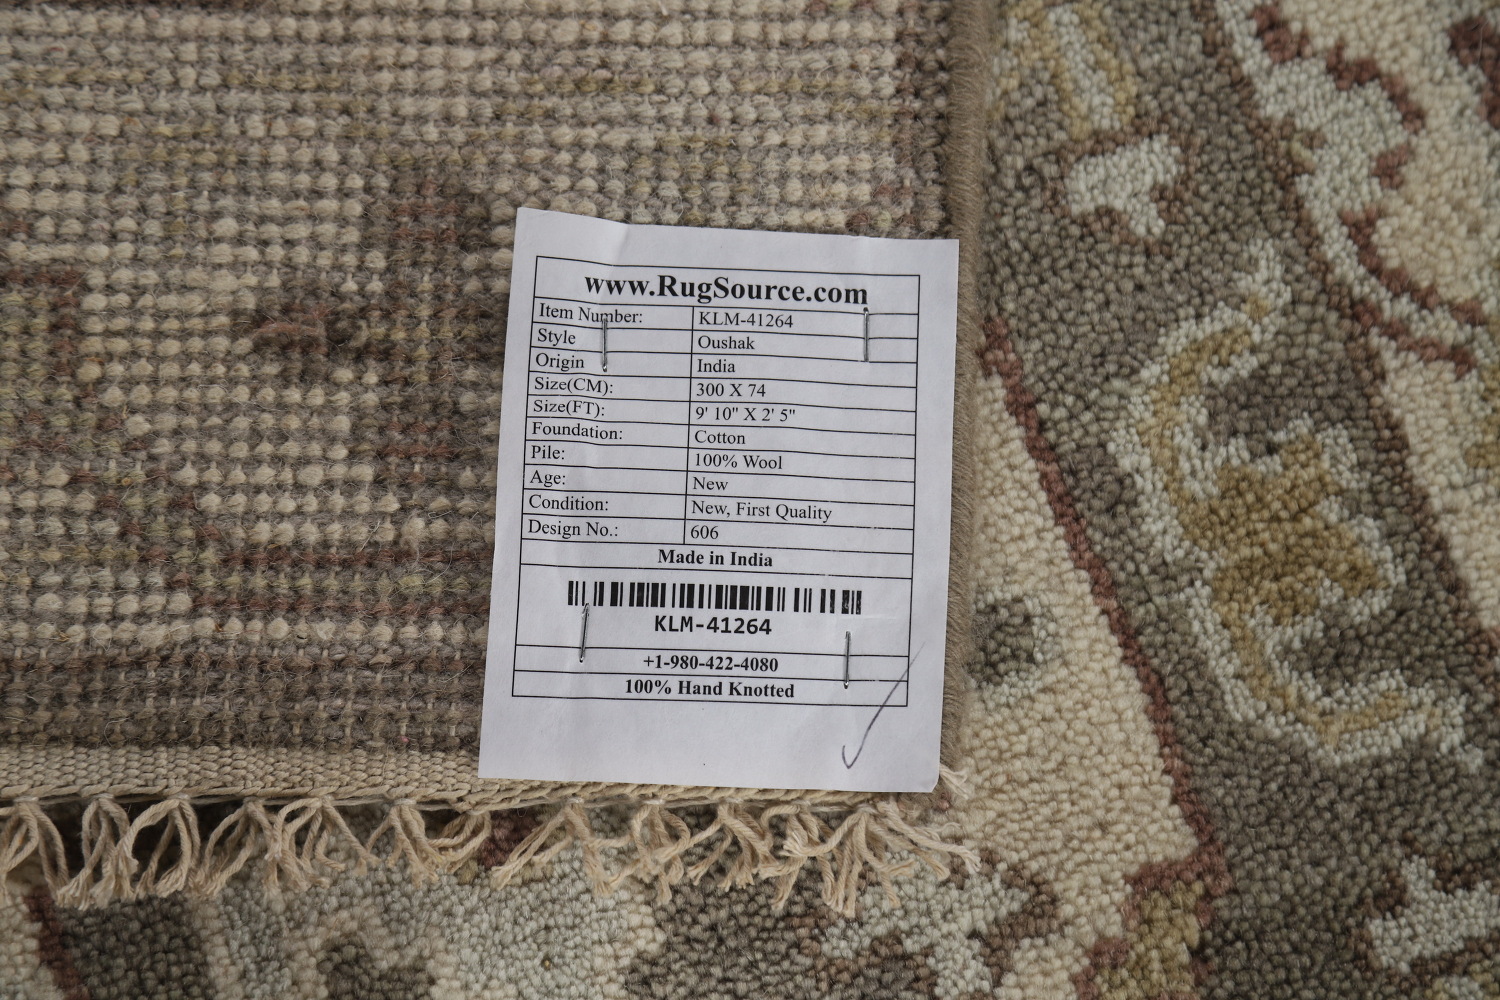 www.RugSource.com
Item Number: KLM-41264
Style Oushak
Origin India
Size(CM): 300 X 74
Size(FT): 9' 10" X 2' 5"
Foundation: Cotton
Pile: 100% Wool
Age: New
Condition: New, First Quality
Design No.: 606
Made in India
KLM-41264
+1-980-422-4080
100% Hand Knotted